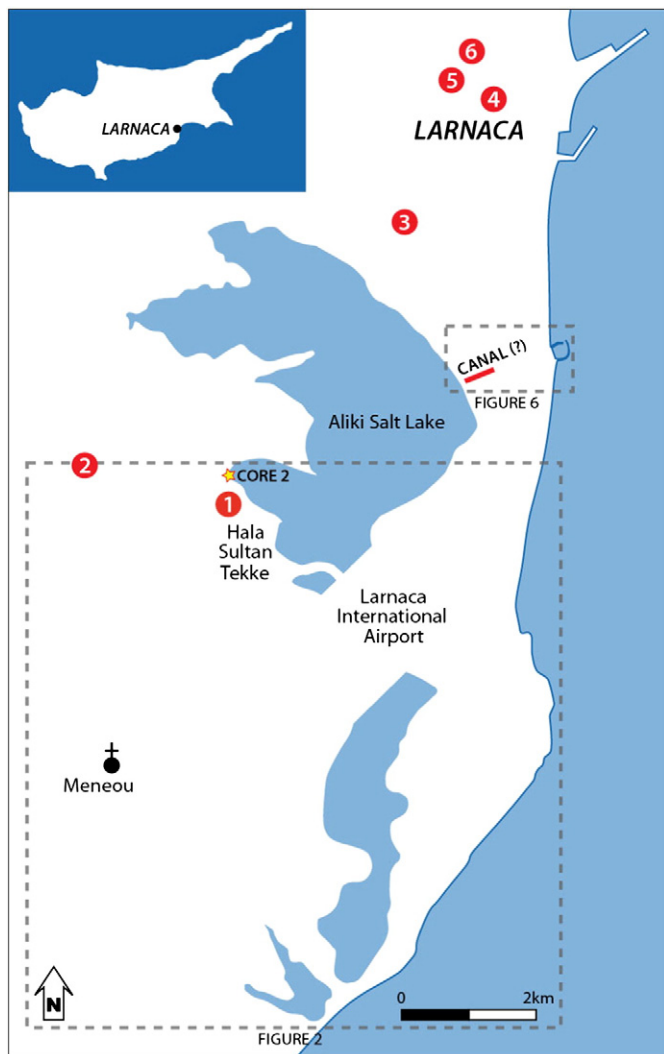 LARNACA
6
5
4
LARNACA
3
CANAL (?)
FIGURE 6
Aliki Salt Lake
2
CORE 2
1
Hala
Sultan
Tekke
Larnaca
International
Airport
Meneou
N
0
2km
FIGURE 2